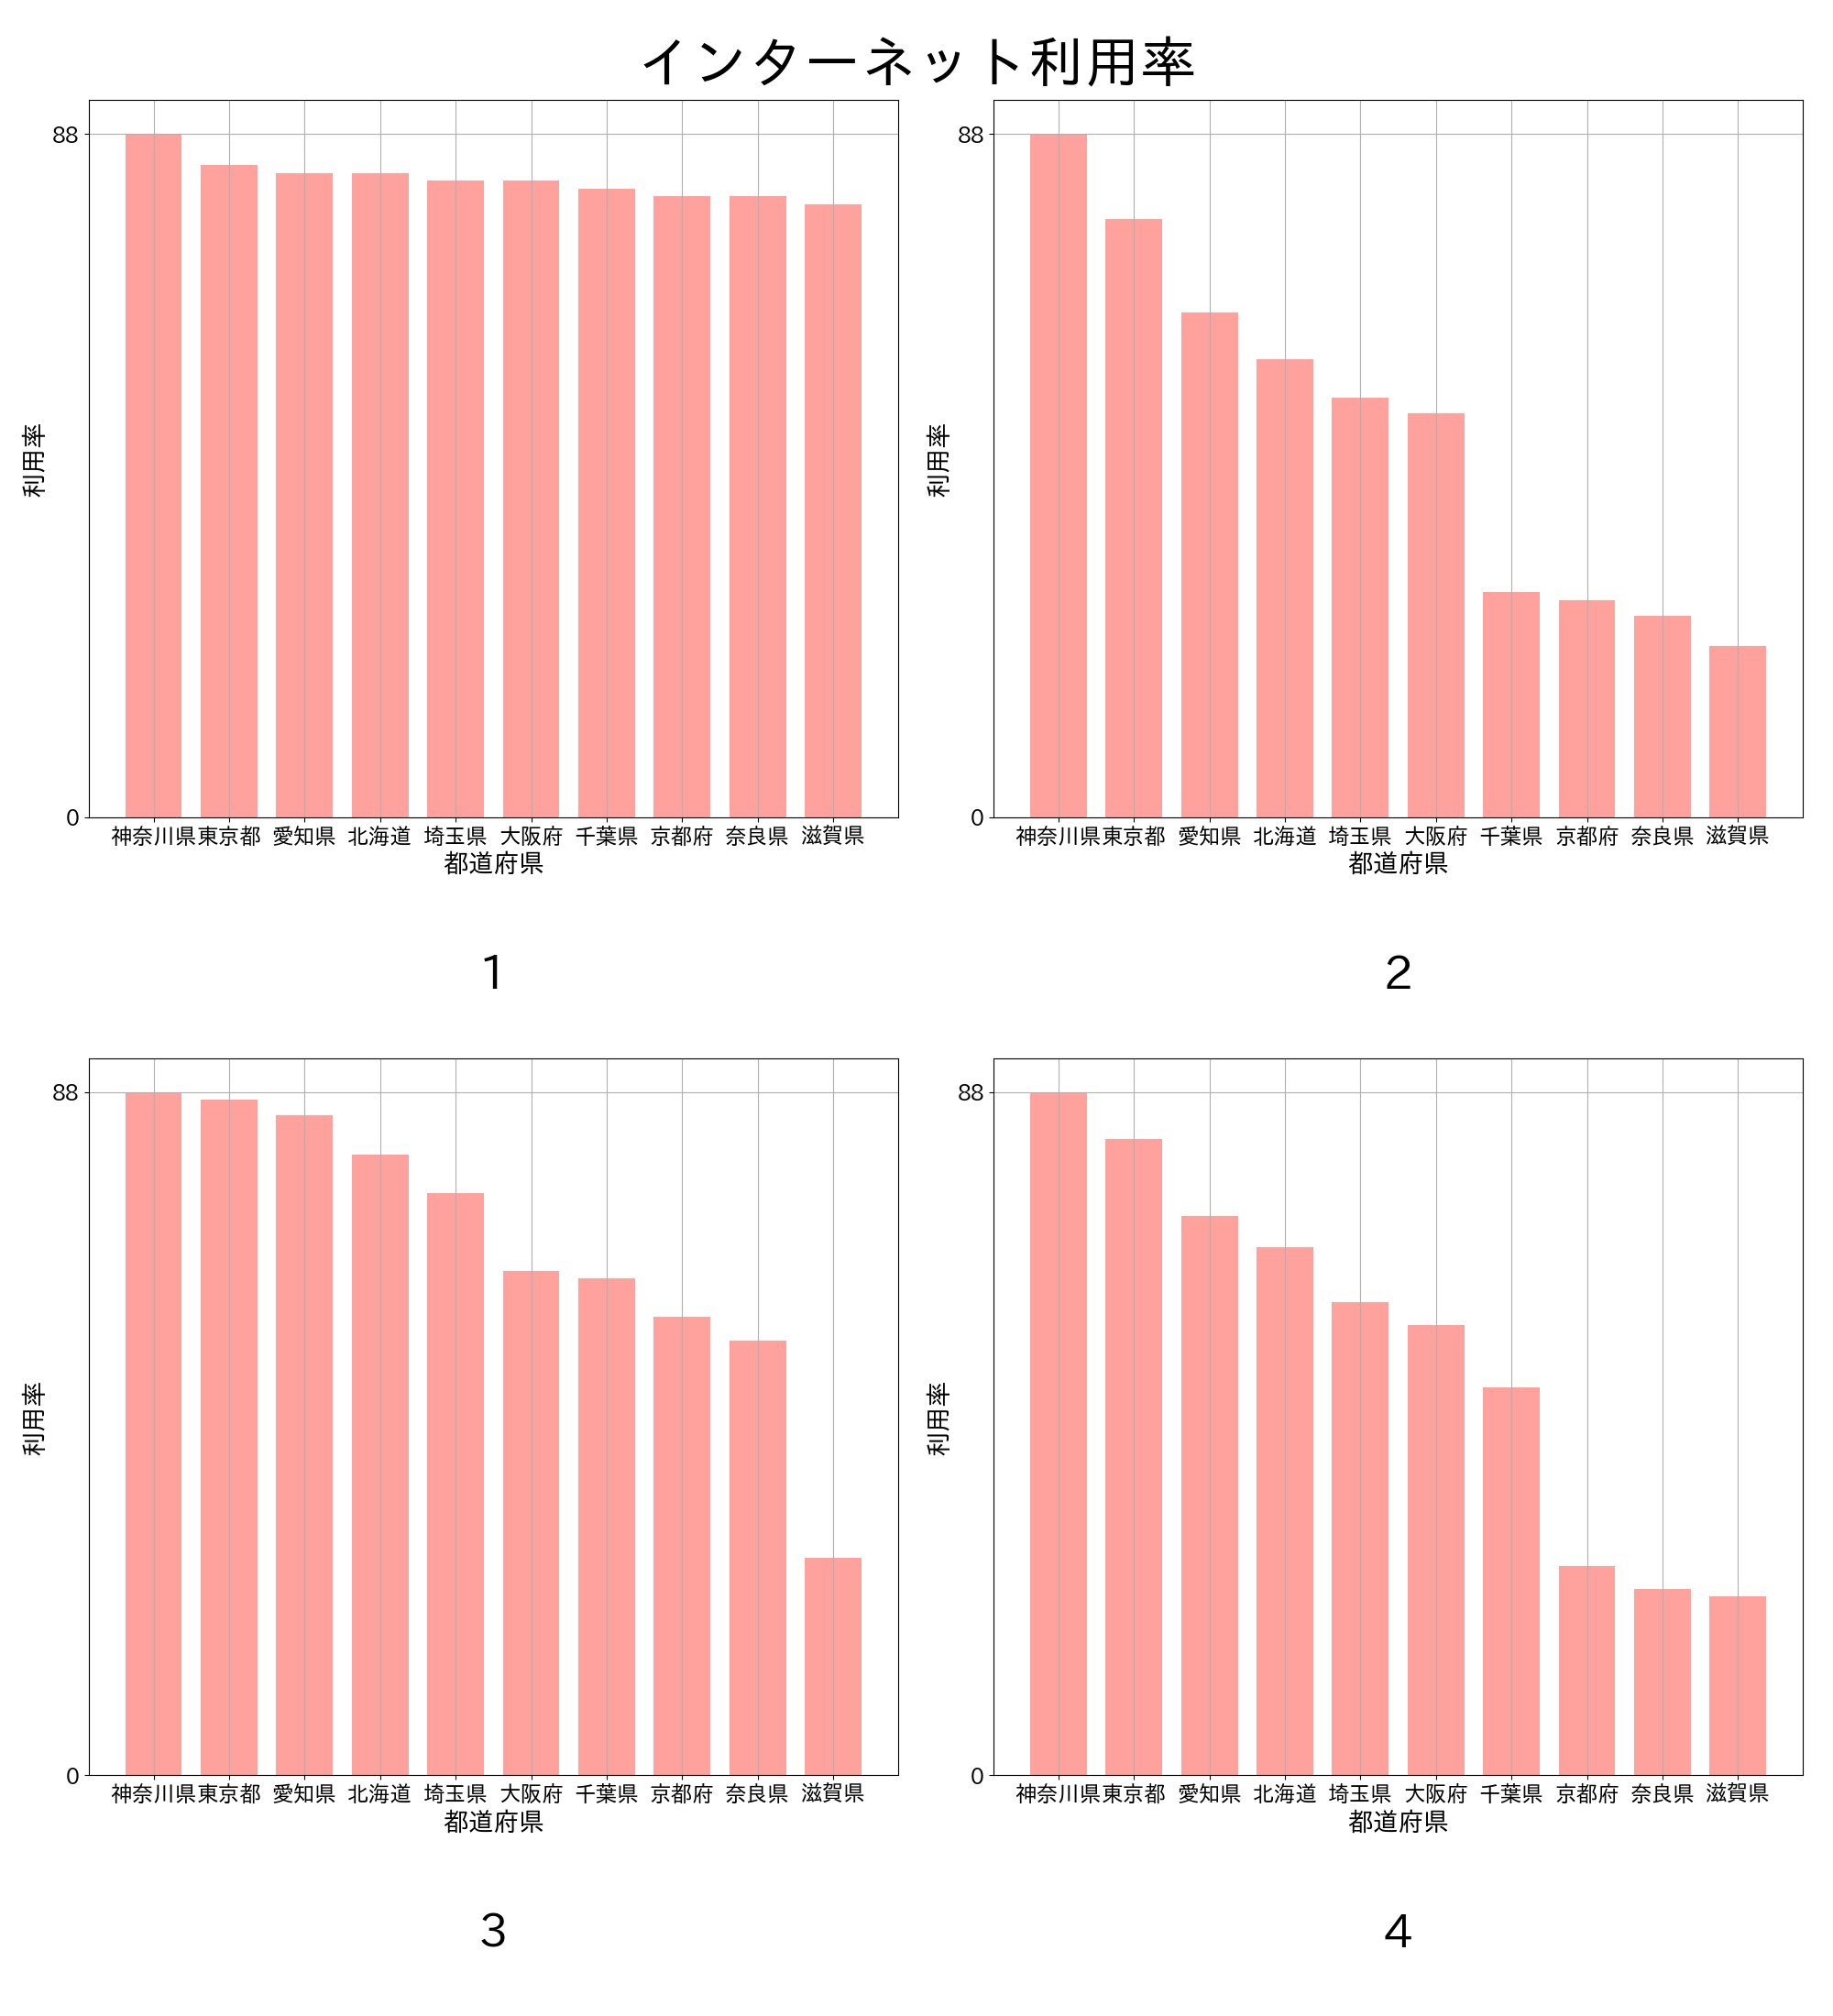 インターネット利用率
88
0
利用率
神奈川県 東京都 愛知県 北海道 埼玉県 大阪府 千葉県 京都府 奈良県 滋賀県
都道府県
1
88
0
利用率
神奈川県 東京都 愛知県 北海道 埼玉県 大阪府 千葉県 京都府 奈良県 滋賀県
都道府県
2
88
0
利用率
神奈川県 東京都 愛知県 北海道 埼玉県 大阪府 千葉県 京都府 奈良県 滋賀県
都道府県
3
88
0
利用率
神奈川県 東京都 愛知県 北海道 埼玉県 大阪府 千葉県 京都府 奈良県 滋賀県
都道府県
4